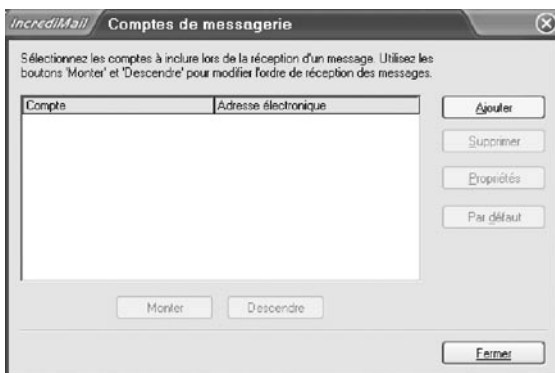 IncrediMail Comptes de messagerie
Sélectionnez les comptes à inclure lors de la réception d'un message. Utilisez les
boutons 'Monter' et 'Descendre' pour modifier l'ordre de réception des messages.
Compte Adresse électronique
Ajouter
Supprimer
Propriétés
Par défaut
Monter Descendre
Fermer